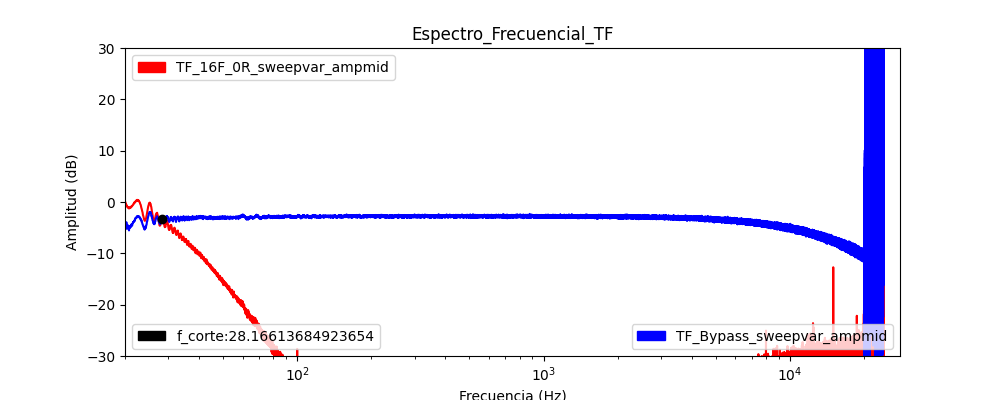 Espectro_Frecuencial_TF
30
20
10
0
−10
−20
−30
Amplitud (dB)
TF_16F_0R_sweepvar_ampmid
f_corte:28.16613684923654
TF_Bypass_sweepvar_ampmid
10²
10³
10⁴
Frecuencia (Hz)